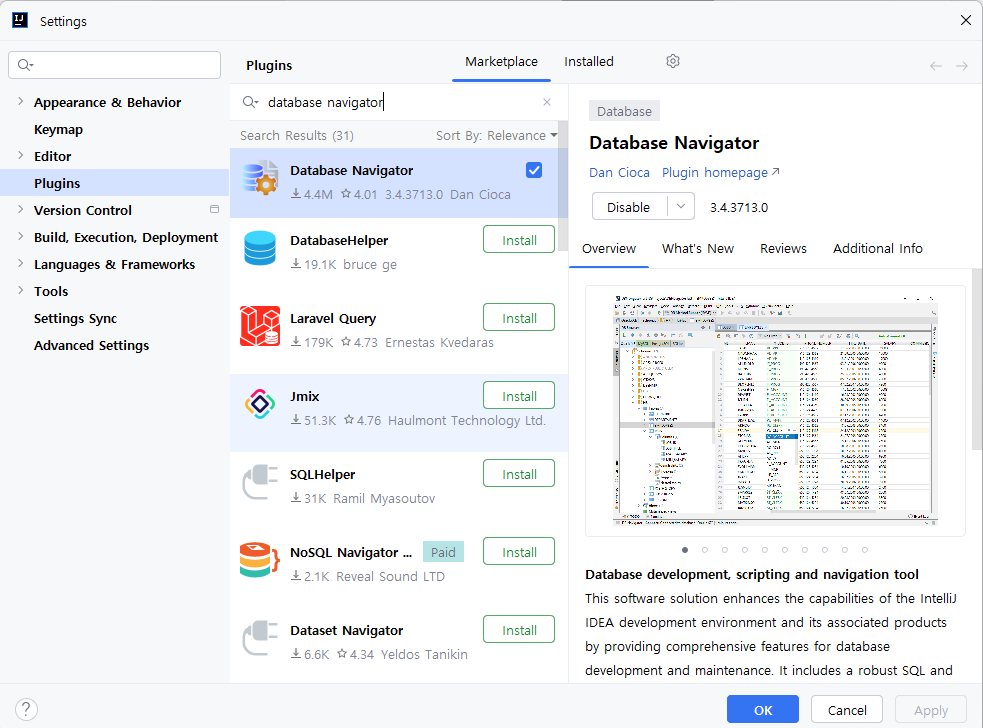 Settings
Plugins
Marketplace
Installed
Appearance & Behavior
Keymap
Editor
Plugins
Version Control
Build, Execution, Deployment
Languages & Frameworks
Tools
Settings Sync
Advanced Settings
database navigator
Search Results (31)
Sort By: Relevance
Database Navigator
4.4M 4.01 3.4.3713.0 Dan Cioca
DatabaseHelper
19.1K bruce ge
Install
Laravel Query
179K 4.73 Ernestas Kvedaras
Install
Jmix
51.3K 4.76 Haulmont Technology Ltd.
Install
SQLHelper
31K Ramil Myasoutov
Install
NoSQL Navigator ...
Paid
2.1K Reveal Sound LTD
Install
Dataset Navigator
6.6K 4.34 Yeldos Tanikin
Install
Database
Database Navigator
Dan Cioca Plugin homepage
Disable
3.4.3713.0
Overview
What's New
Reviews
Additional Info
Database development, scripting and navigation tool
This software solution enhances the capabilities of the IntelliJ
IDEA development environment and its associated products
by providing comprehensive features for database
development and maintenance. It includes a robust SQL and
?
OK
Cancel
Apply